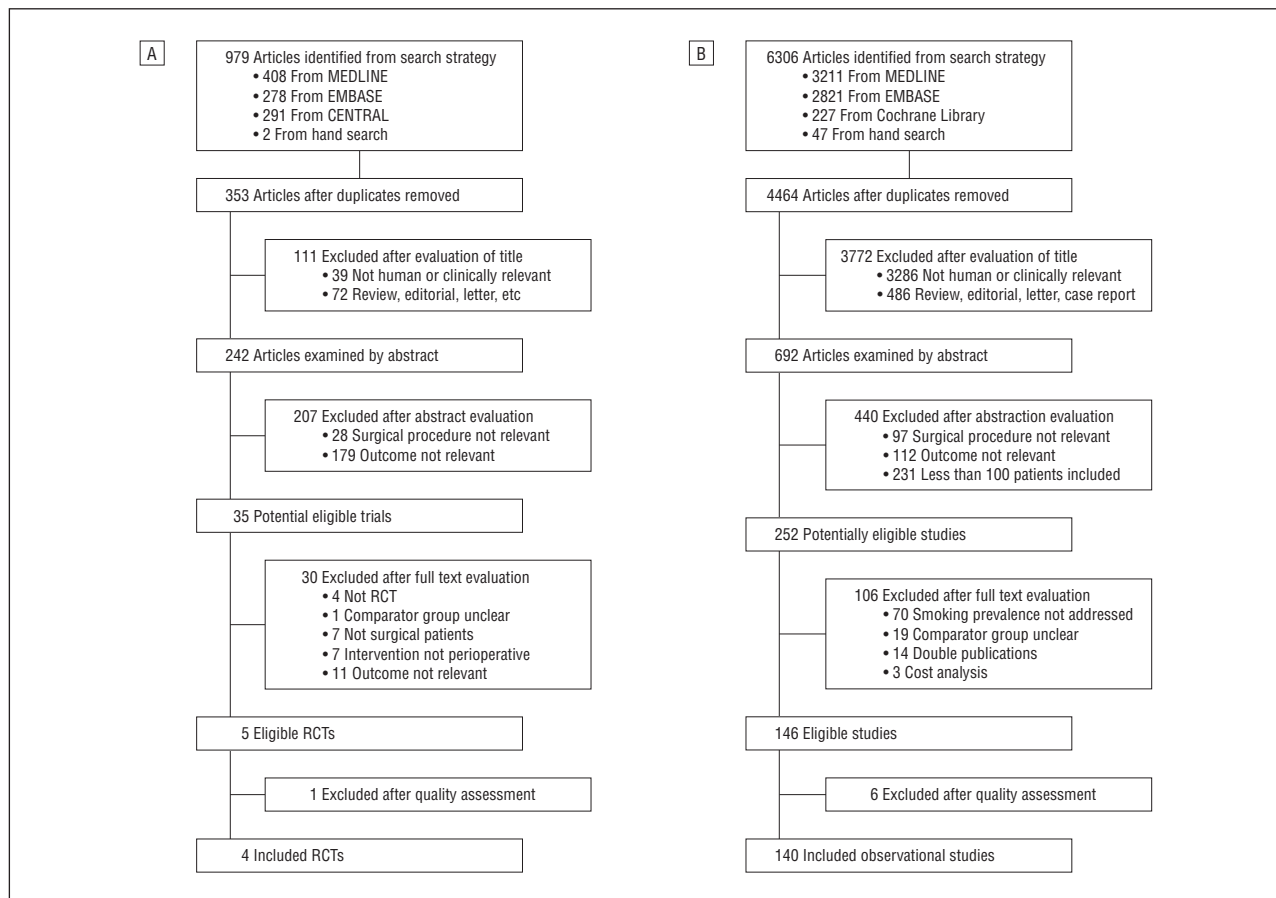 A
979 Articles identified from search strategy
• 408 From MEDLINE
• 278 From EMBASE
• 291 From CENTRAL
• 2 From hand search
353 Articles after duplicates removed
111 Excluded after evaluation of title
• 39 Not human or clinically relevant
• 72 Review, editorial, letter, etc
242 Articles examined by abstract
207 Excluded after abstract evaluation
• 28 Surgical procedure not relevant
• 179 Outcome not relevant
35 Potential eligible trials
30 Excluded after full text evaluation
• 4 Not RCT
• 1 Comparator group unclear
• 7 Not surgical patients
• 7 Intervention not perioperative
• 11 Outcome not relevant
5 Eligible RCTs
1 Excluded after quality assessment
4 Included RCTs
B
6306 Articles identified from search strategy
• 3211 From MEDLINE
• 2821 From EMBASE
• 227 From Cochrane Library
• 47 From hand search
4464 Articles after duplicates removed
3772 Excluded after evaluation of title
• 3286 Not human or clinically relevant
• 486 Review, editorial, letter, case report
692 Articles examined by abstract
440 Excluded after abstraction evaluation
• 97 Surgical procedure not relevant
• 112 Outcome not relevant
• 231 Less than 100 patients included
252 Potentially eligible studies
106 Excluded after full text evaluation
• 70 Smoking prevalence not addressed
• 19 Comparator group unclear
• 14 Double publications
• 3 Cost analysis
146 Eligible studies
6 Excluded after quality assessment
140 Included observational studies